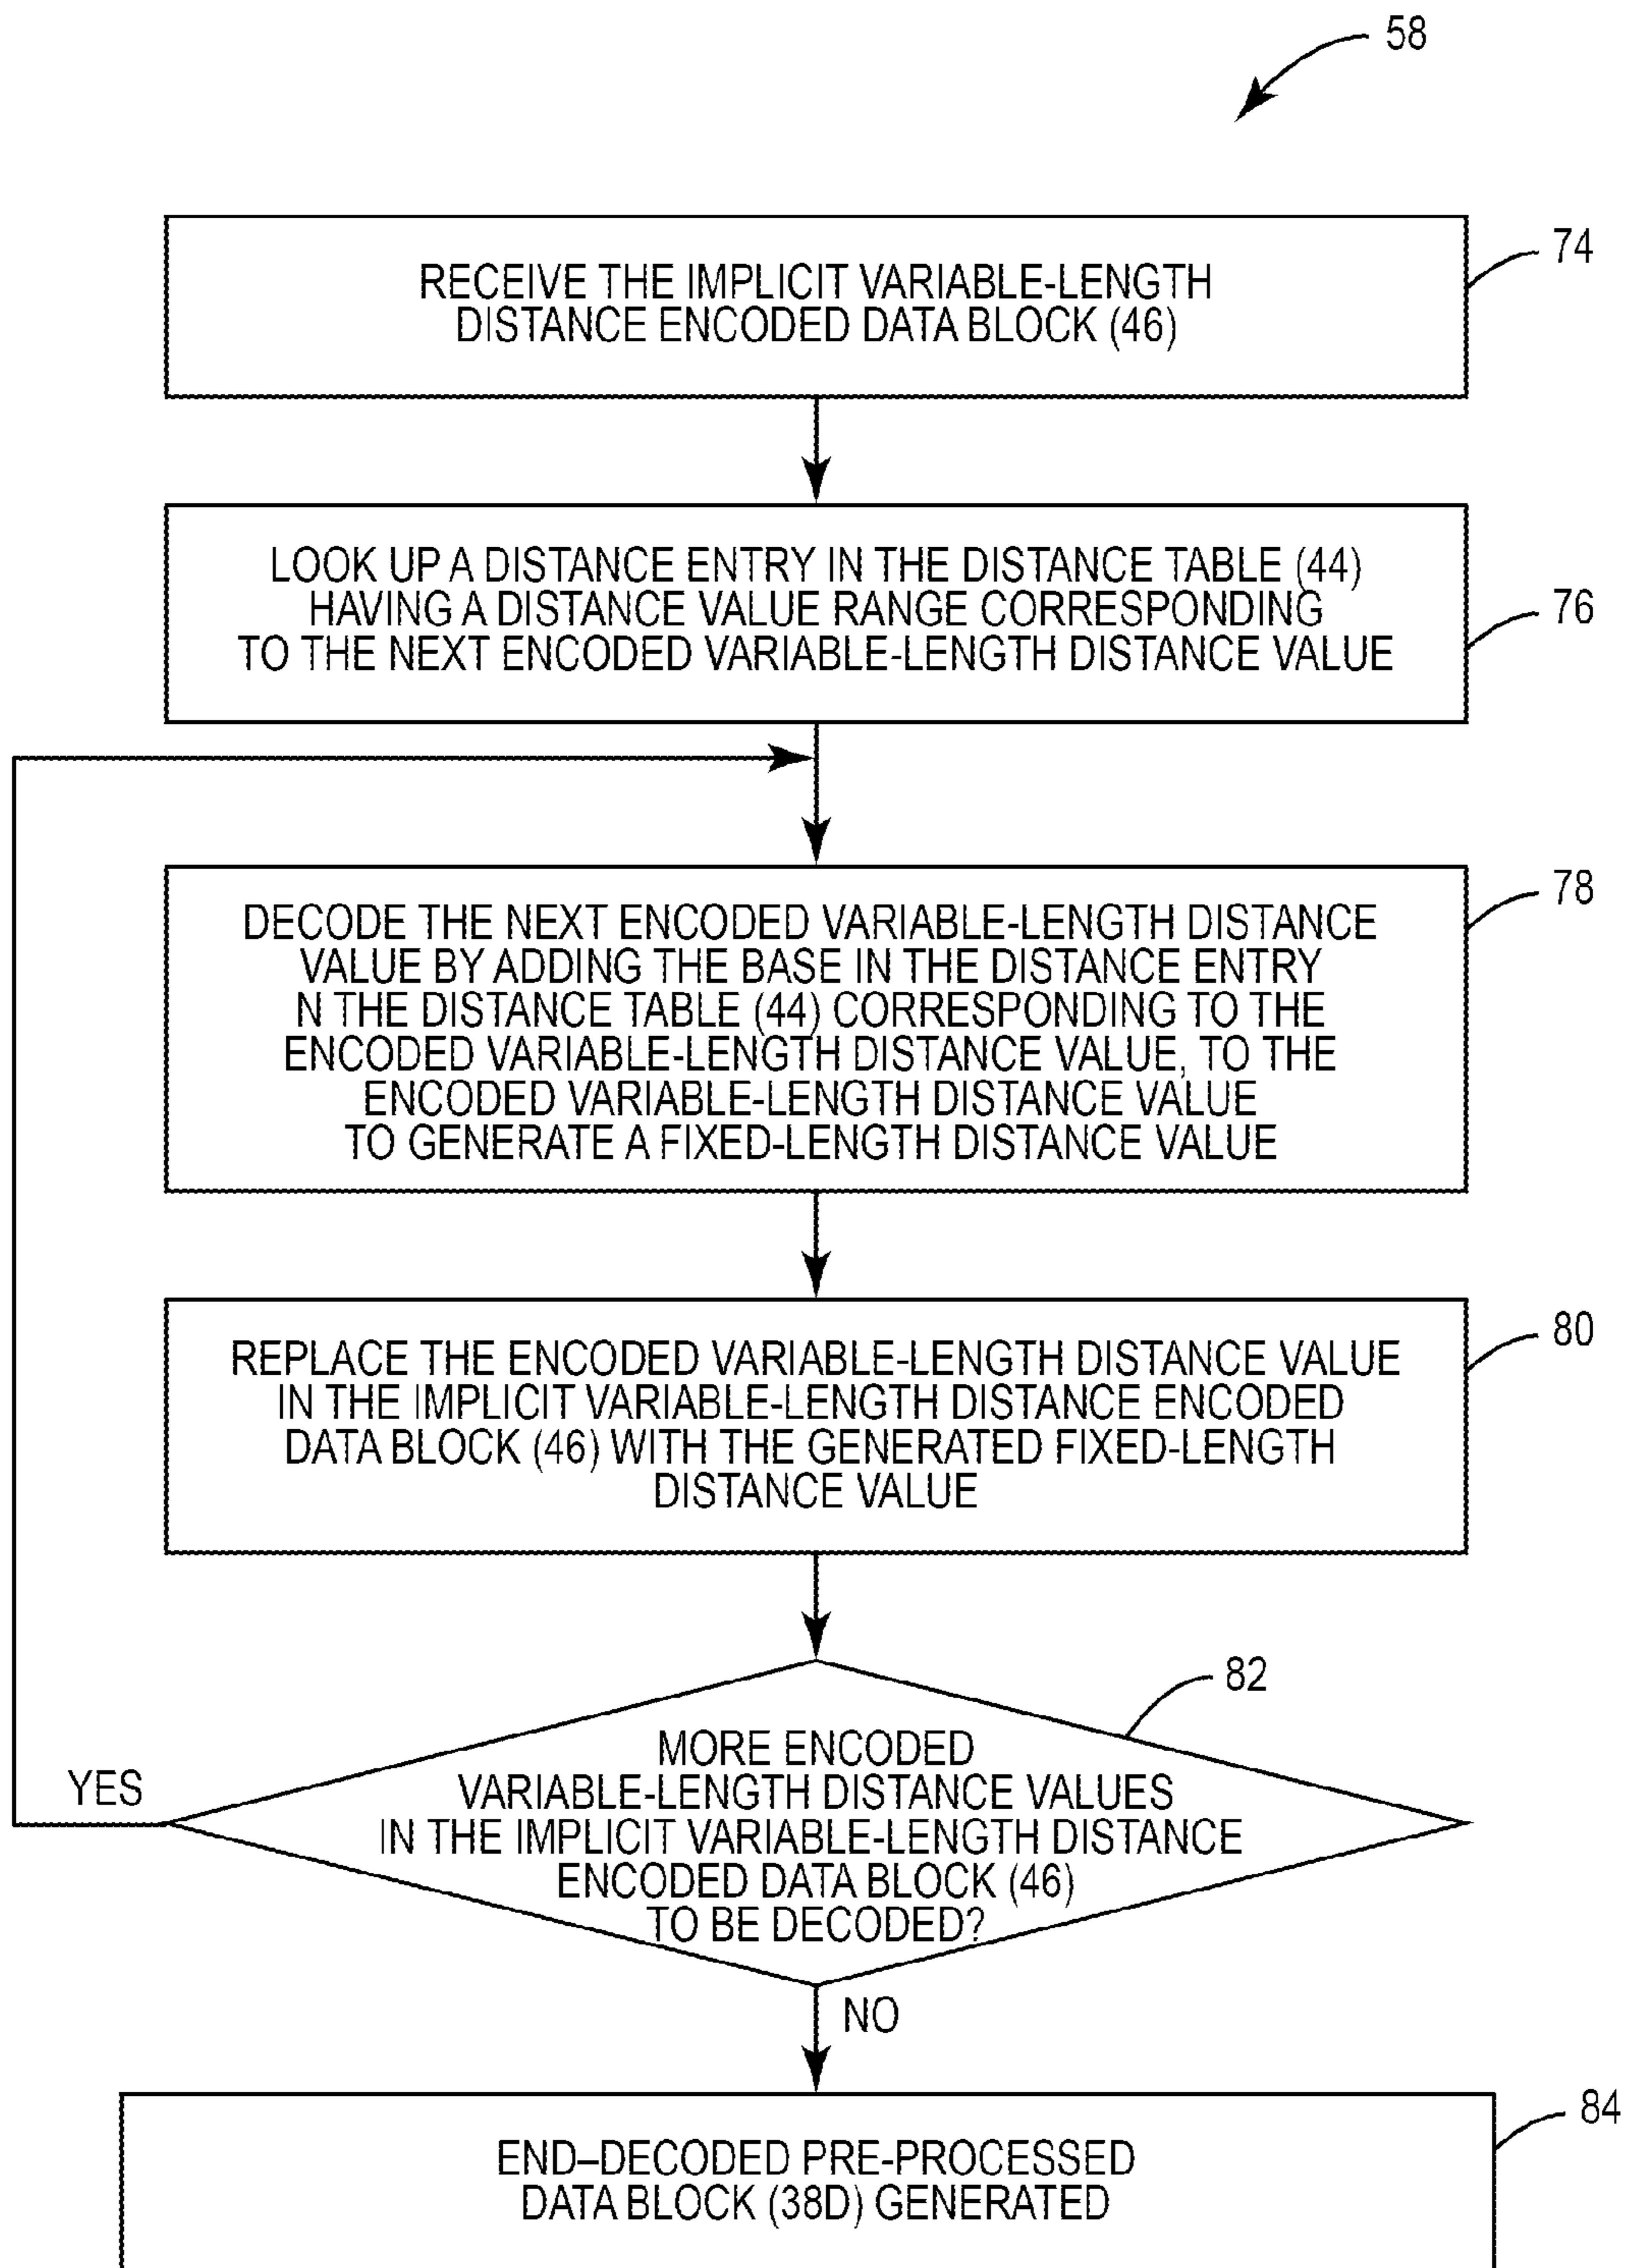 58
RECEIVE THE IMPLICIT VARIABLE-LENGTH
DISTANCE ENCODED DATA BLOCK (46)
74
LOOK UP A DISTANCE ENTRY IN THE DISTANCE TABLE (44)
HAVING A DISTANCE VALUE RANGE CORRESPONDING
TO THE NEXT ENCODED VARIABLE-LENGTH DISTANCE VALUE
76
DECODE THE NEXT ENCODED VARIABLE-LENGTH DISTANCE
VALUE BY ADDING THE BASE IN THE DISTANCE ENTRY
N THE DISTANCE TABLE (44) CORRESPONDING TO THE
ENCODED VARIABLE-LENGTH DISTANCE VALUE, TO THE
ENCODED VARIABLE-LENGTH DISTANCE VALUE
TO GENERATE A FIXED-LENGTH DISTANCE VALUE
78
REPLACE THE ENCODED VARIABLE-LENGTH DISTANCE VALUE
IN THE IMPLICIT VARIABLE-LENGTH DISTANCE ENCODED
DATA BLOCK (46) WITH THE GENERATED FIXED-LENGTH
DISTANCE VALUE
80
MORE ENCODED
VARIABLE-LENGTH DISTANCE VALUES
IN THE IMPLICIT VARIABLE-LENGTH DISTANCE
ENCODED DATA BLOCK (46)
TO BE DECODED?
82
YES
NO
END–DECODED PRE-PROCESSED
DATA BLOCK (38D) GENERATED
84